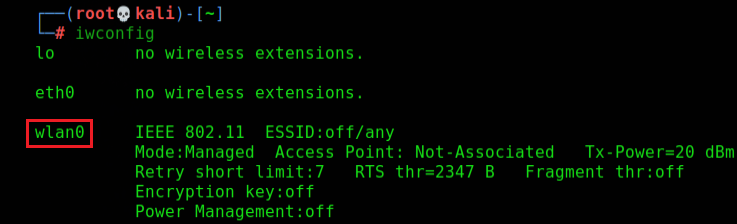 ┌──(root💀kali)-[~]
└─# iwconfig
lo        no wireless extensions.
eth0      no wireless extensions.
wlan0     IEEE 802.11  ESSID:off/any
          Mode:Managed  Access Point: Not-Associated   Tx-Power=20 dBm
          Retry short limit:7   RTS thr=2347 B   Fragment thr:off
          Encryption key:off
          Power Management:off